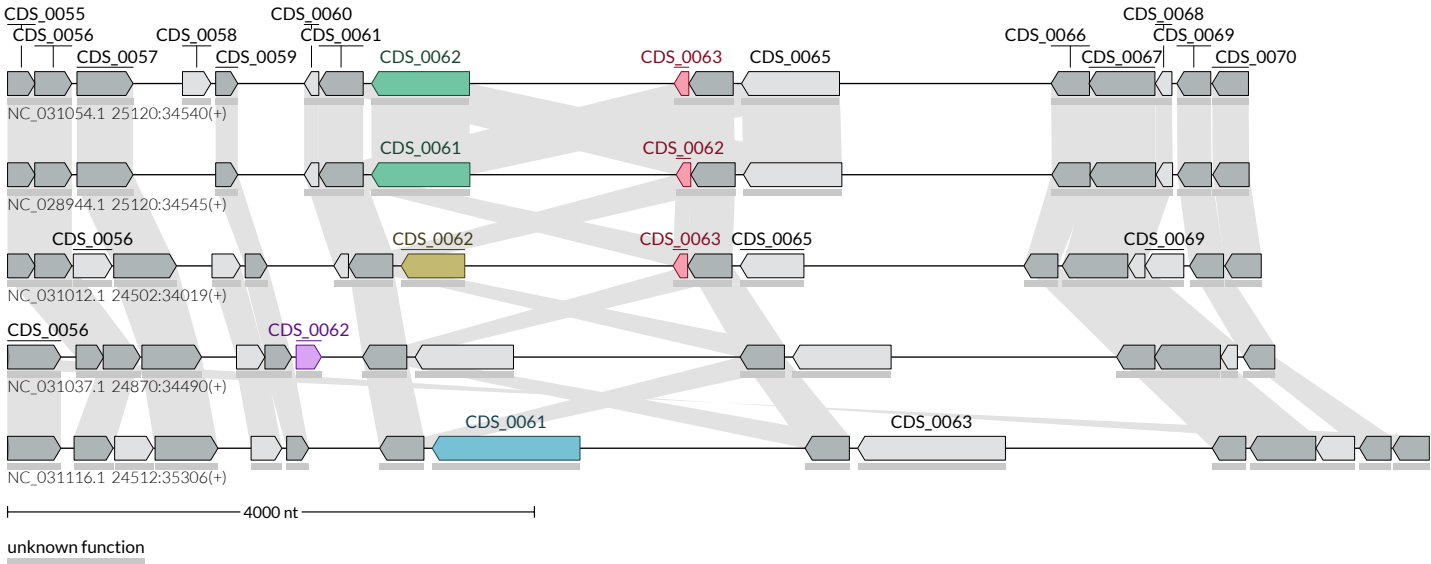 CDS_0055 CDS_0060 CDS_0068
CDS_0056 CDS_0058 CDS_0061 CDS_0066 CDS_0069
CDS_0057 CDS_0059 CDS_0062 CDS_0063 CDS_0065 CDS_0067 CDS_0070
NC_031054.1 25120:34540(+)
CDS_0061 CDS_0062
NC_028944.1 25120:34545(+)
CDS_0056 CDS_0062 CDS_0063 CDS_0065 CDS_0069
NC_031012.1 24502:34019(+)
CDS_0056 CDS_0062
NC_031037.1 24870:34490(+)
CDS_0061 CDS_0063
NC_031116.1 24512:35306(+)
4000 nt
unknown function